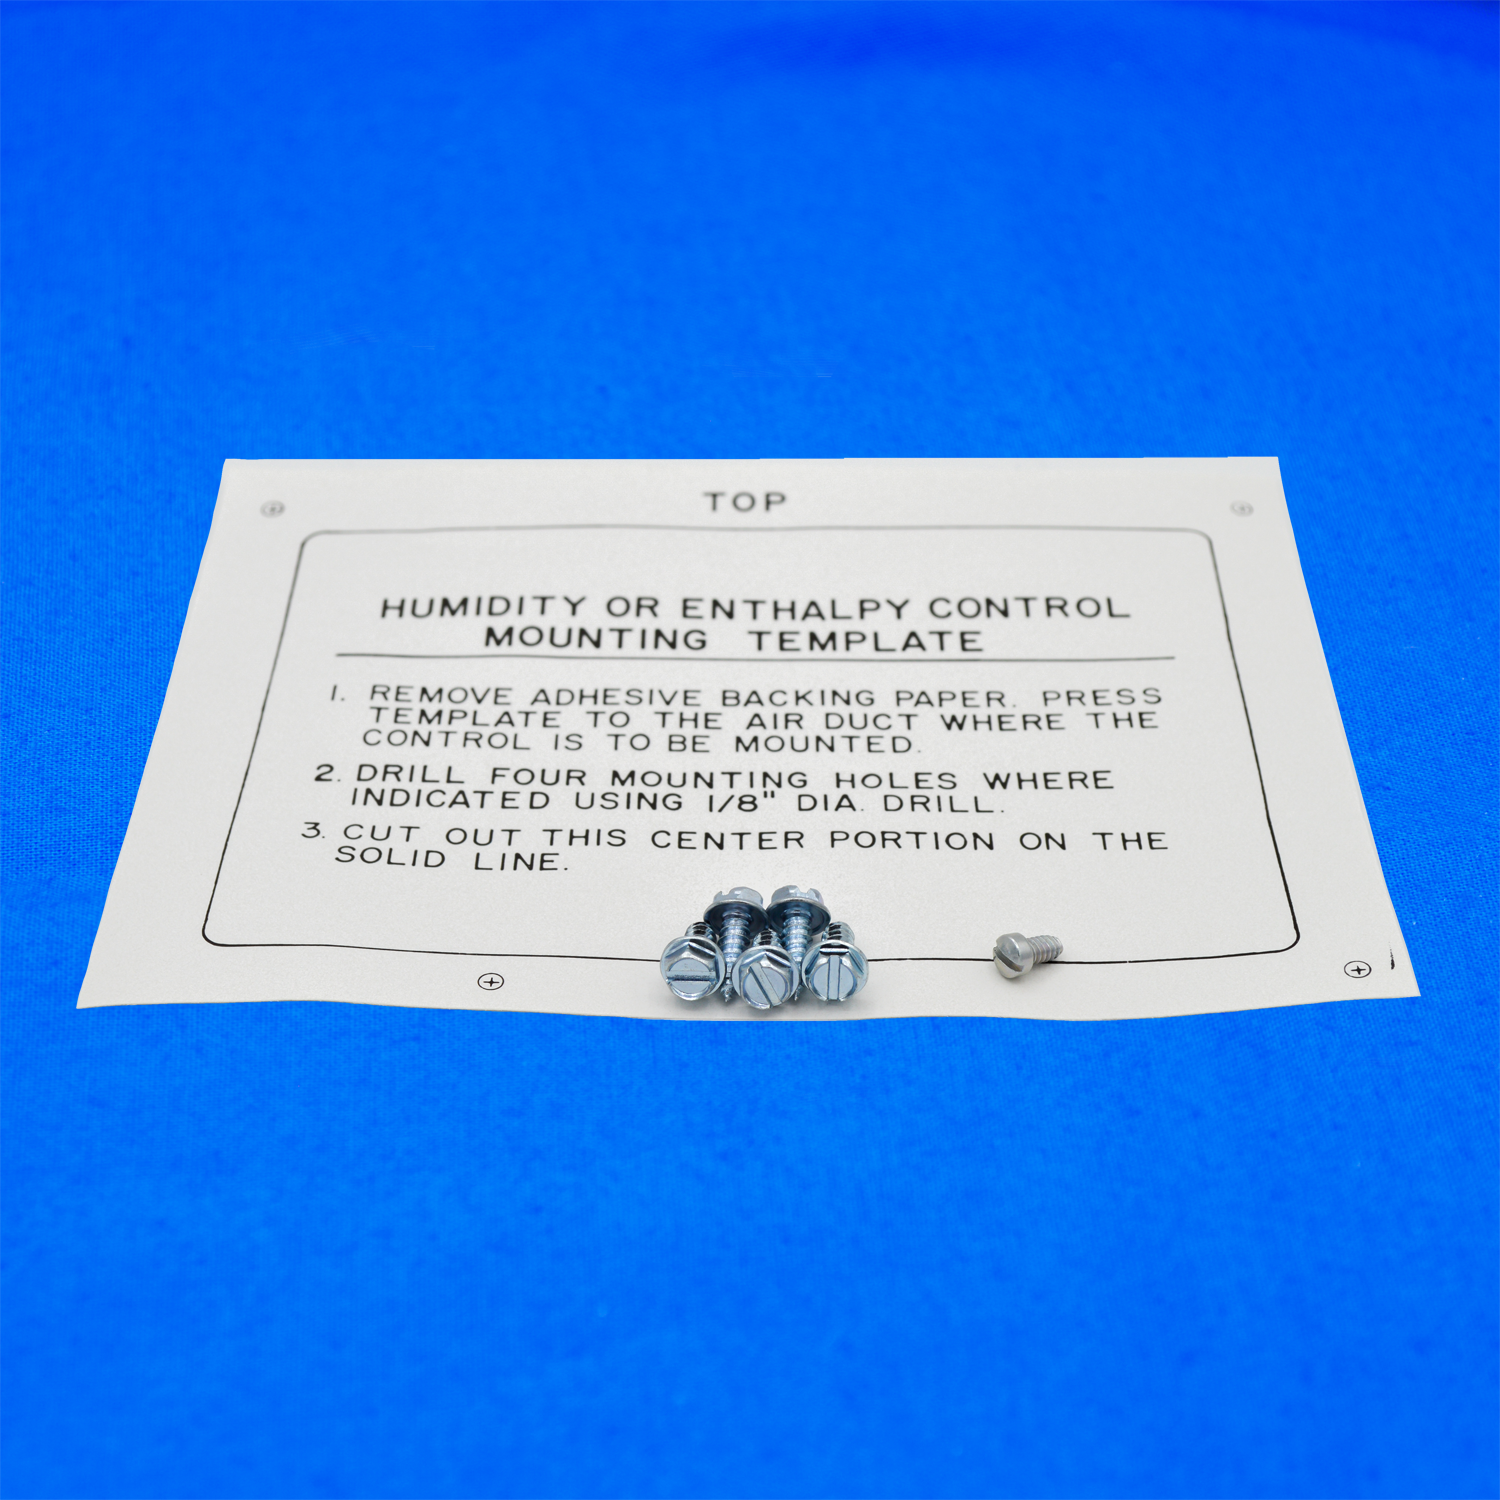 TOP
HUMIDITY OR ENTHALPY CONTROL
MOUNTING TEMPLATE
1. REMOVE ADHESIVE BACKING PAPER. PRESS
TEMPLATE TO THE AIR DUCT WHERE THE
CONTROL IS TO BE MOUNTED.
2. DRILL FOUR MOUNTING HOLES WHERE
INDICATED USING 1/8" DIA. DRILL.
3. CUT OUT THIS CENTER PORTION ON THE
SOLID LINE.